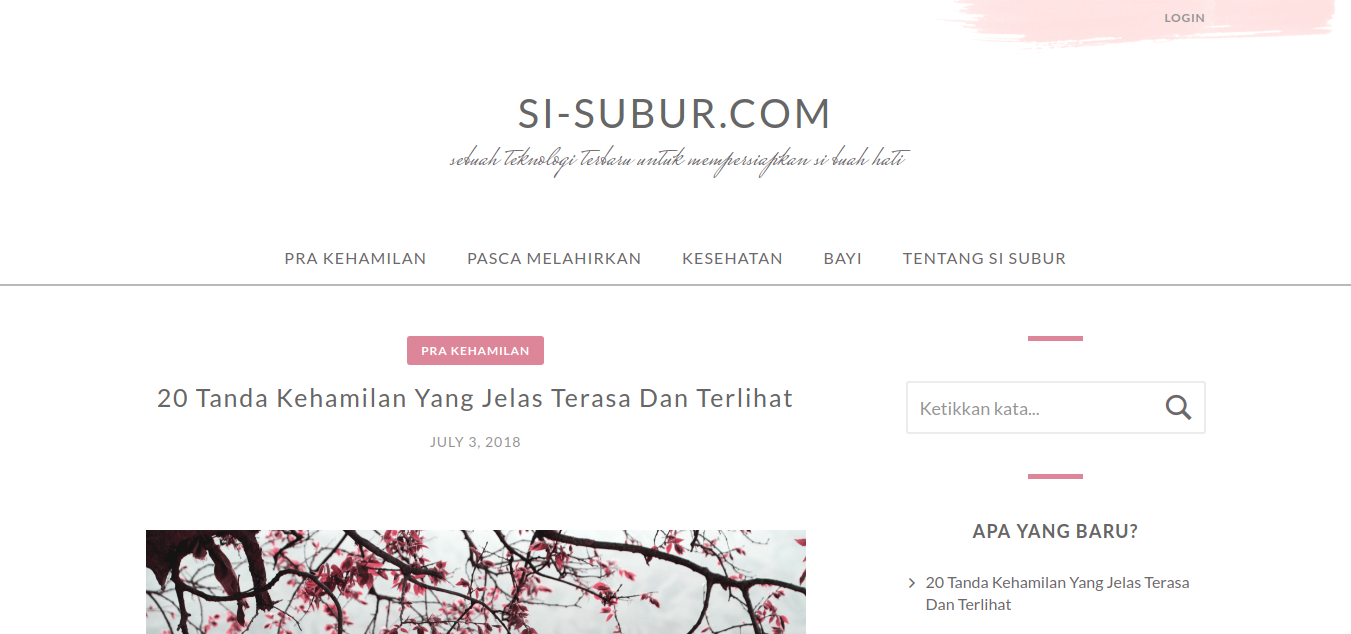 LOGIN
SI-SUBUR.COM
sebuah teknologi terbaru untuk mempersiapkan si buah hati
PRA KEHAMILAN PASCA MELAHIRKAN KESEHATAN BAYI TENTANG SI SUBUR
PRA KEHAMILAN
20 Tanda Kehamilan Yang Jelas Terasa Dan Terlihat
JULY 3, 2018
Ketikkan kata...
APA YANG BARU?
20 Tanda Kehamilan Yang Jelas Terasa
Dan Terlihat